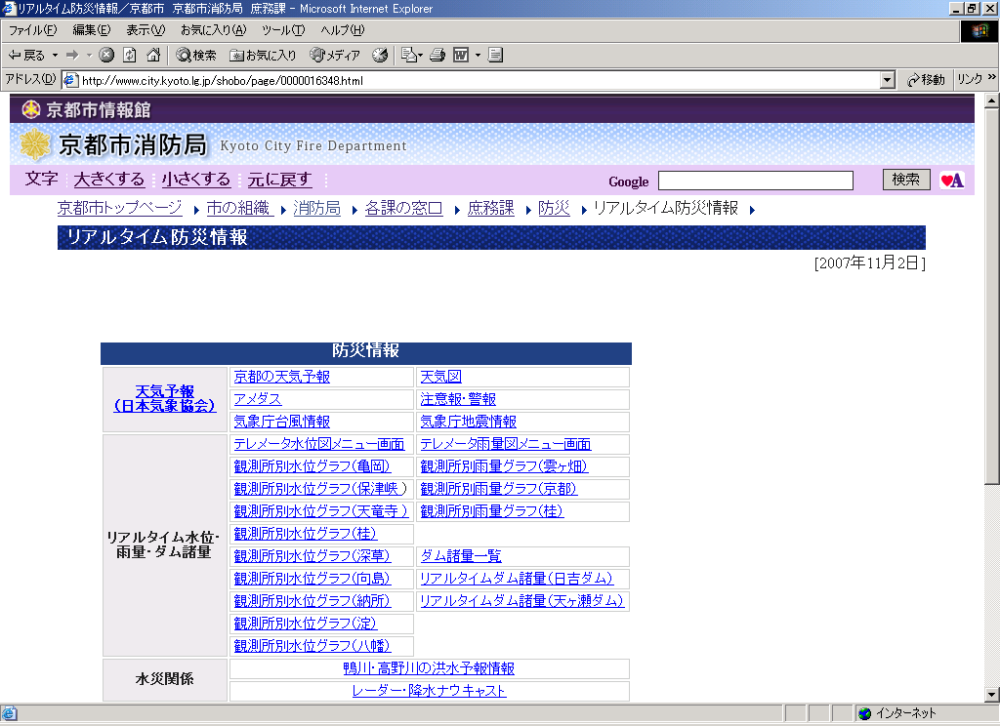 リアルタイム防災情報／京都市 京都市消防局 庶務課 - Microsoft Internet Explorer
ファイル(F) 編集(E) 表示(V) お気に入り(A) ツール(T) ヘルプ(H)
戻る 検索 お気に入り メディア
アドレス(D) http://www.city.kyoto.lg.jp/shobo/page/0000016348.html 移動 リンク »
京都市情報館
京都市消防局 Kyoto City Fire Department
文字 大きくする 小さくする 元に戻す Google 検索 A
京都市トップページ 市の組織 消防局 各課の窓口 庶務課 防災 リアルタイム防災情報
リアルタイム防災情報
[2007年11月2日]
防災情報
天気予報
（日本気象協会）
京都の天気予報 天気図
アメダス 注意報・警報
気象庁台風情報 気象庁地震情報
リアルタイム水位・
雨量・ダム諸量
テレメータ水位図メニュー画面 テレメータ雨量図メニュー画面
観測所別水位グラフ（亀岡） 観測所別雨量グラフ（雲ヶ畑）
観測所別水位グラフ（保津峡 ） 観測所別雨量グラフ（京都）
観測所別水位グラフ（天竜寺 ） 観測所別雨量グラフ（桂）
観測所別水位グラフ（桂）
観測所別水位グラフ（深草） ダム諸量一覧
観測所別水位グラフ（向島） リアルタイムダム諸量（日吉ダム）
観測所別水位グラフ（納所） リアルタイムダム諸量（天ヶ瀬ダム）
観測所別水位グラフ（淀）
観測所別水位グラフ（八幡）
水災関係
鴨川・高野川の洪水予報情報
レーダー・降水ナウキャスト
インターネット